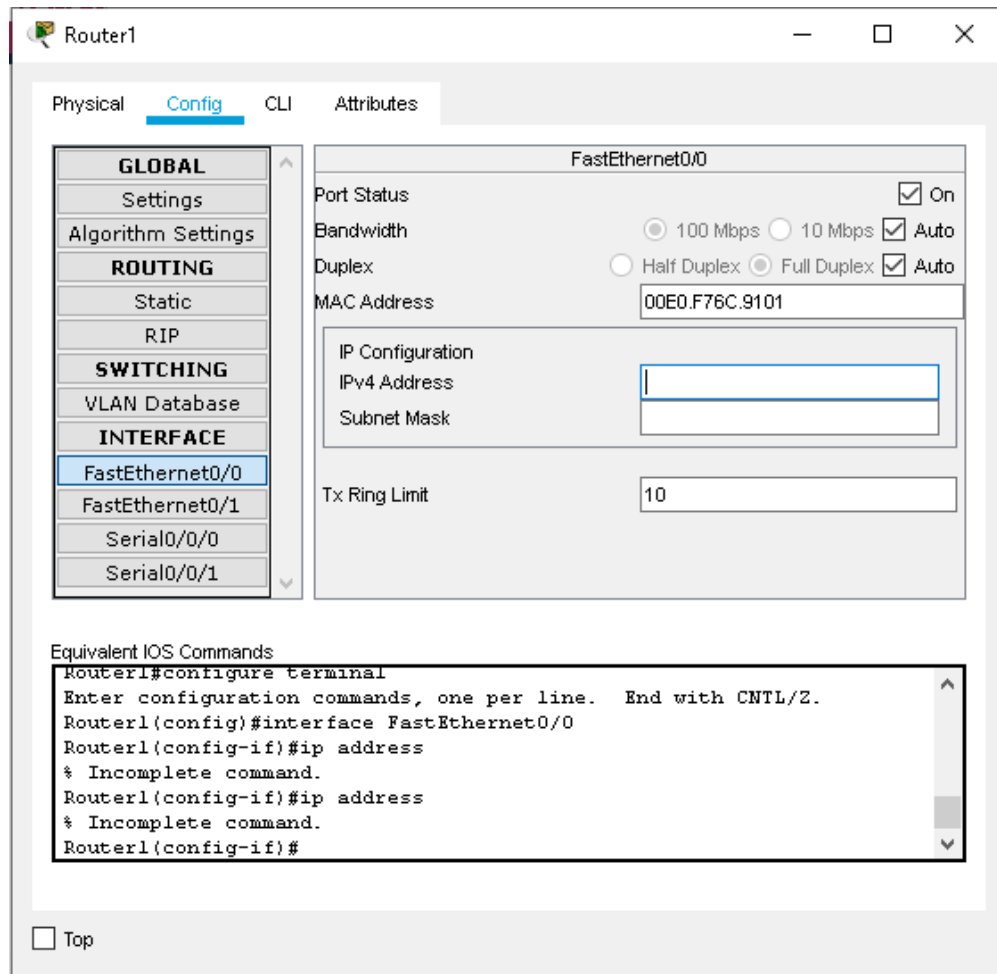 Router1
Physical Config CLI Attributes
GLOBAL
Settings
Algorithm Settings
ROUTING
Static
RIP
SWITCHING
VLAN Database
INTERFACE
FastEthernet0/0
FastEthernet0/1
Serial0/0/0
Serial0/0/1
FastEthernet0/0
Port Status On
Bandwidth 100 Mbps 10 Mbps Auto
Duplex Half Duplex Full Duplex Auto
MAC Address 00E0.F76C.9101
IP Configuration
IPv4 Address
Subnet Mask
Tx Ring Limit 10
Equivalent IOS Commands
Router1#configure terminal
Enter configuration commands, one per line. End with CNTL/Z.
Router1(config)#interface FastEthernet0/0
Router1(config-if)#ip address
% Incomplete command.
Router1(config-if)#ip address
% Incomplete command.
Router1(config-if)#
Top